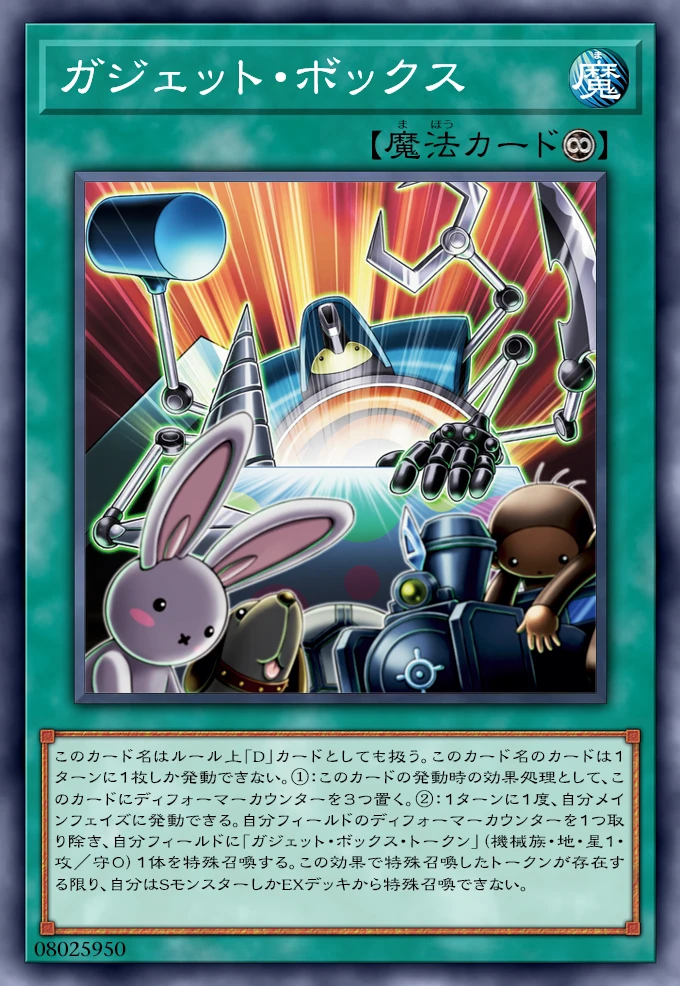 ガジェット・ボックス
ま
魔
ま ほう
【魔法カード♾】
このカード名はルール上「D」カードとしても扱う。このカード名のカードは1
ターンに1枚しか発動できない。①:このカードの発動時の効果処理として、こ
のカードにディフォーマーカウンターを3つ置く。②:1ターンに1度、自分メイ
ンフェイズに発動できる。自分フィールドのディフォーマーカウンターを1つ取
り除き、自分フィールドに「ガジェット・ボックス・トークン」(機械族・地・星1・
攻/守0)1体を特殊召喚する。この効果で特殊召喚したトークンが存在す
る限り、自分はSモンスターしかEXデッキから特殊召喚できない。
08025950